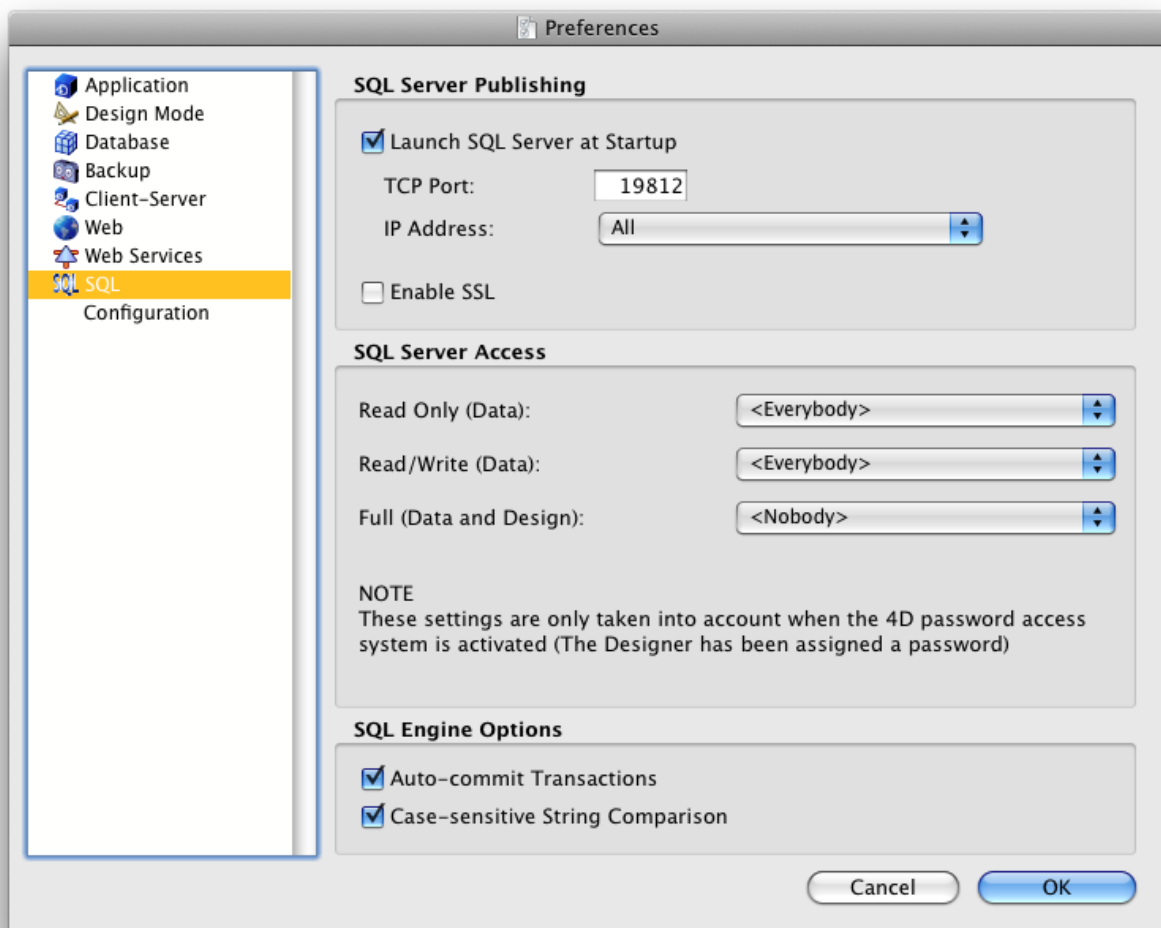 Preferences
Application
Design Mode
Database
Backup
Client-Server
Web
Web Services
SQL SQL
Configuration
SQL Server Publishing
Launch SQL Server at Startup
TCP Port: 19812
IP Address: All
Enable SSL
SQL Server Access
Read Only (Data): <Everybody>
Read/Write (Data): <Everybody>
Full (Data and Design): <Nobody>
NOTE
These settings are only taken into account when the 4D password access
system is activated (The Designer has been assigned a password)
SQL Engine Options
Auto-commit Transactions
Case-sensitive String Comparison
Cancel OK